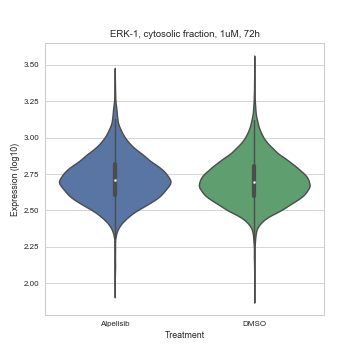 ERK-1, cytosolic fraction, 1uM, 72h
3.50
3.25
3.00
2.75
2.50
2.25
2.00
Expression (log10)
Alpelisib
DMSO
Treatment